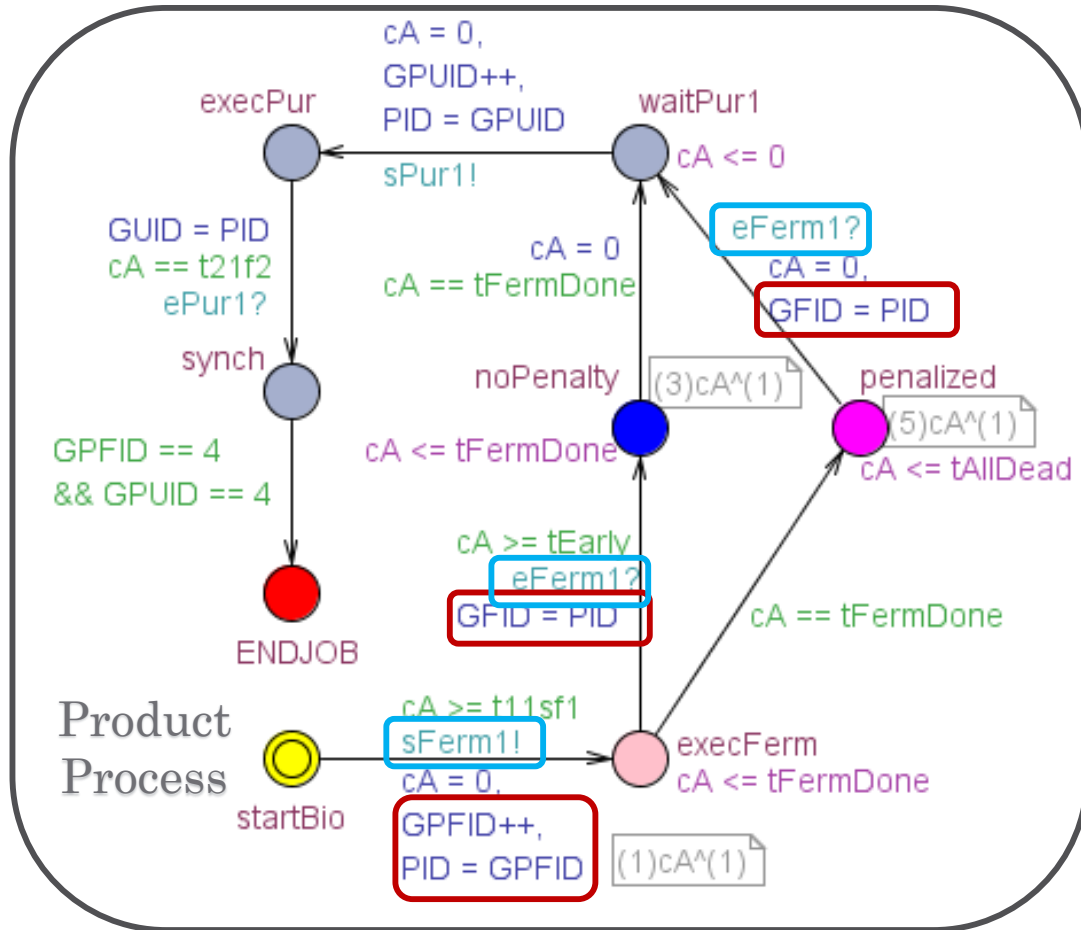 cA = 0,
GPUID++,
PID = GPUID
execPur
waitPur1
sPur1!
cA <= 0
eFerm1?
cA = 0,
GFID = PID
GUID = PID
cA == t21f2
ePur1?
cA = 0
cA == tFermDone
synch
noPenalty
(3)cA^(1)
penalized
(5)cA^(1)
cA <= tFermDone
cA <= tAllDead
GPFID == 4
&& GPUID == 4
cA >= tEarly
eFerm1?
GFID = PID
cA == tFermDone
ENDJOB
Product
Process
cA >= t11sf1
sFerm1!
cA = 0,
GPFID++,
PID = GPFID
execFerm
cA <= tFermDone
startBio
(1)cA^(1)